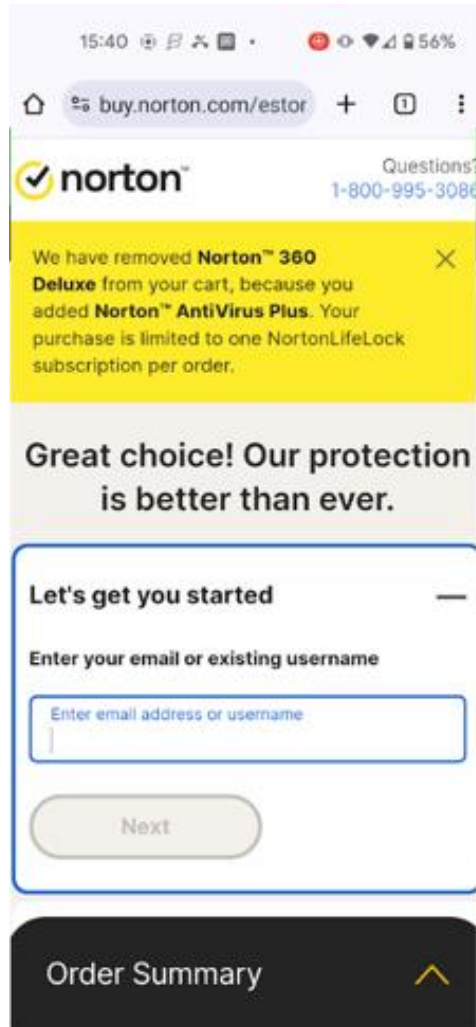 15:40 56%
buy.norton.com/estor 1
norton™ Questions?
1-800-995-3086
We have removed Norton™ 360
Deluxe from your cart, because you
added Norton™ AntiVirus Plus. Your
purchase is limited to one NortonLifeLock
subscription per order.
Great choice! Our protection
is better than ever.
Let's get you started
Enter your email or existing username
Enter email address or username
Next
Order Summary